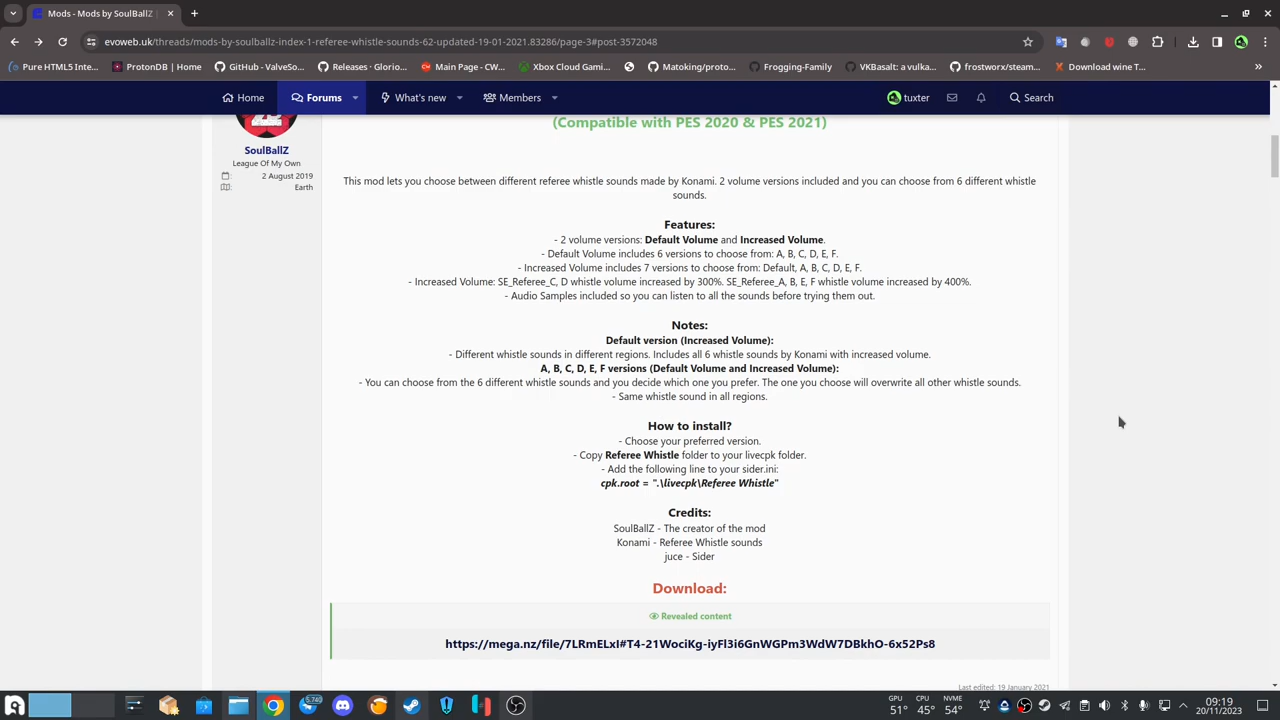 Mods - by SoulBallZ
evoweb.uk/threads/mods-by-soulballz-index-1-referee-whistle-sounds-62-updated-19-01-2021.83286/page-3#post-3572048
Pure HTML5 Inte... ProtonDB | Home GitHub - ValveSo... Releases · Glorio... Main Page - CW... Xbox Cloud Gami... Matoking/proto... Frogging-Family VKBasalt: a vulka... frostworx/steam... Download wine T...
Home Forums What's new Members tuxter Search
(Compatible with PES 2020 & PES 2021)
SoulBallZ
League Of My Own
2 August 2019
Earth
This mod lets you choose between different referee whistle sounds made by Konami. 2 volume versions included and you can choose from 6 different whistle
sounds.
Features:
- 2 volume versions: Default Volume and Increased Volume.
- Default Volume includes 6 versions to choose from: A, B, C, D, E, F.
- Increased Volume includes 7 versions to choose from: Default, A, B, C, D, E, F.
- Increased Volume: SE_Referee_C, D whistle volume increased by 300%. SE_Referee_A, B, E, F whistle volume increased by 400%.
- Audio Samples included so you can listen to all the sounds before trying them out.
Notes:
Default version (Increased Volume):
- Different whistle sounds in different regions. Includes all 6 whistle sounds by Konami with increased volume.
A, B, C, D, E, F versions (Default Volume and Increased Volume):
- You can choose from the 6 different whistle sounds and you decide which one you prefer. The one you choose will overwrite all other whistle sounds.
- Same whistle sound in all regions.
How to install?
- Choose your preferred version.
- Copy Referee Whistle folder to your livecpk folder.
- Add the following line to your sider.ini:
cpk.root = ".\livecpk\Referee Whistle"
Credits:
SoulBallZ - The creator of the mod
Konami - Referee Whistle sounds
juce - Sider
Download:
Revealed content
https://mega.nz/file/7LRmELxI#T4-21WociKg-iyFl3i6GnWGPm3WdW7DBkhO-6x52Ps8
Last edited: 19 January 2021
5,740
GPU CPU NVME
51° 51° 54°
09:19
20/11/2023